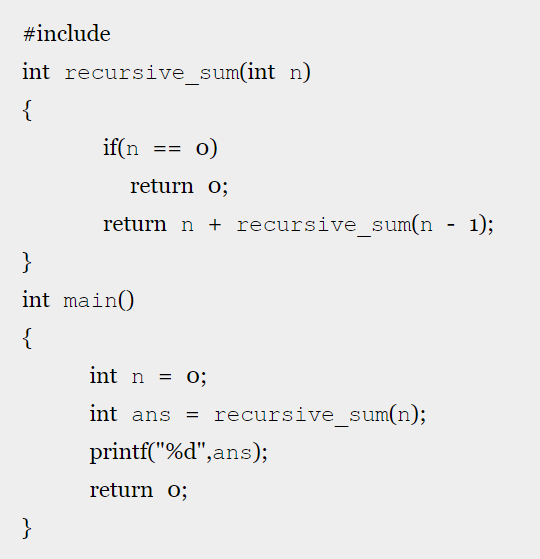 #include
int recursive_sum(int n)
{
if(n == 0)
return 0;
return n + recursive_sum(n - 1);
}
int main()
{
int n = 0;
int ans = recursive_sum(n);
printf("%d",ans);
return 0;
}